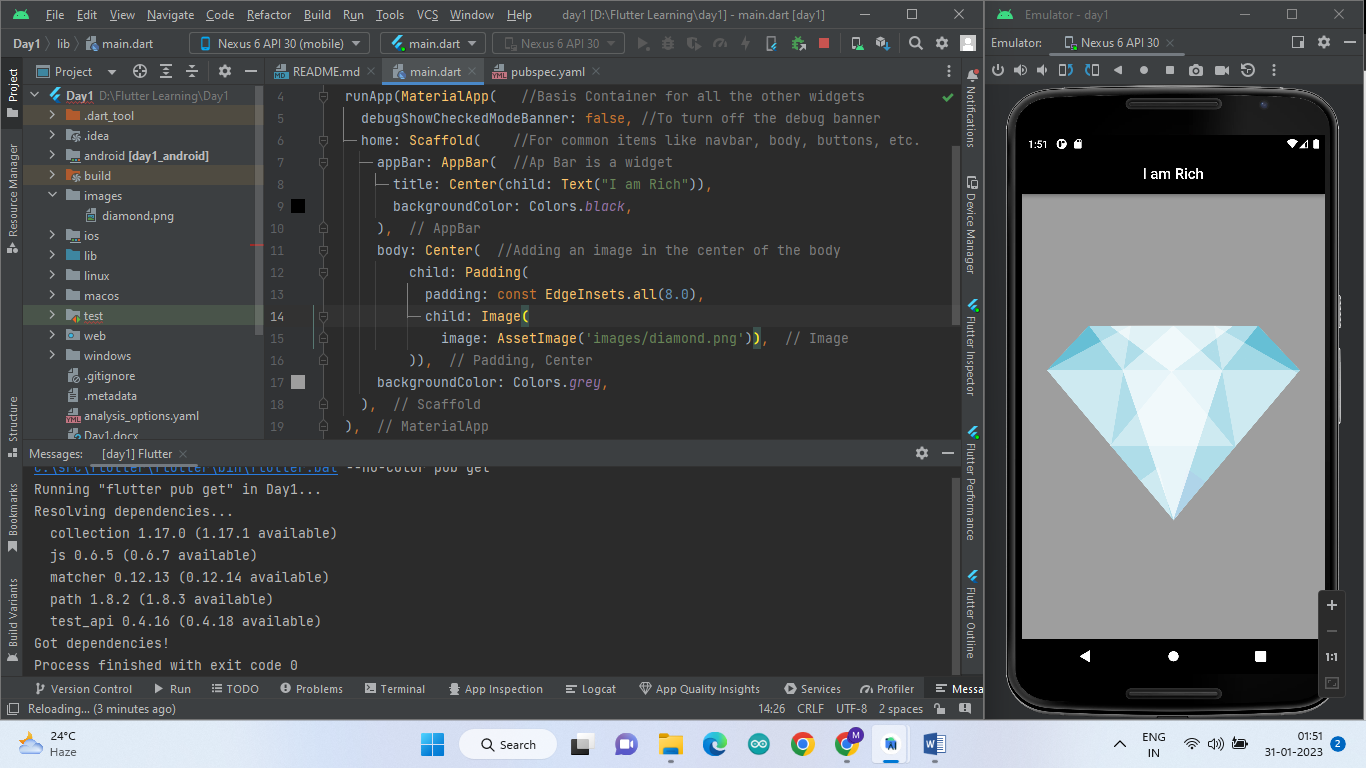 File Edit View Navigate Code Refactor Build Run Tools VCS Window Help day1 [D:\Flutter Learning\day1] - main.dart [day1]
Day1 lib main.dart Nexus 6 API 30 (mobile) main.dart Nexus 6 API 30
Project README.md main.dart pubspec.yaml
Day1 D:\Flutter Learning\Day1
.dart_tool
.idea
android [day1_android]
build
images
diamond.png
ios
lib
linux
macos
test
web
windows
.gitignore
.metadata
analysis_options.yaml
Day1.docx
4 runApp(MaterialApp( //Basis Container for all the other widgets
5 debugShowCheckedModeBanner: false, //To turn off the debug banner
6 home: Scaffold( //For common items like navbar, body, buttons, etc.
7 appBar: AppBar( //Ap Bar is a widget
8 title: Center(child: Text("I am Rich")),
9 backgroundColor: Colors.black,
10 ), // AppBar
11 body: Center( //Adding an image in the center of the body
12 child: Padding(
13 padding: const EdgeInsets.all(8.0),
14 child: Image(
15 image: AssetImage('images/diamond.png')), // Image
16 )), // Padding, Center
17 backgroundColor: Colors.grey,
18 ), // Scaffold
19 ), // MaterialApp
Project
Resource Manager
Structure
Bookmarks
Build Variants
Notifications
Device Manager
Flutter Inspector
Flutter Performance
Flutter Outline
Messages: [day1] Flutter
C:\src\flutter\flutter\bin\flutter.bat --no-color pub get
Running "flutter pub get" in Day1...
Resolving dependencies...
collection 1.17.0 (1.17.1 available)
js 0.6.5 (0.6.7 available)
matcher 0.12.13 (0.12.14 available)
path 1.8.2 (1.8.3 available)
test_api 0.4.16 (0.4.18 available)
Got dependencies!
Process finished with exit code 0
Version Control Run TODO Problems Terminal App Inspection Logcat App Quality Insights Services Profiler Messa
Reloading... (3 minutes ago) 14:26 CRLF UTF-8 2 spaces
Emulator - day1
Emulator: Nexus 6 API 30
1:51
I am Rich
1:1
24°C
Haze
Search
M
ENG
IN
01:51
31-01-2023
2